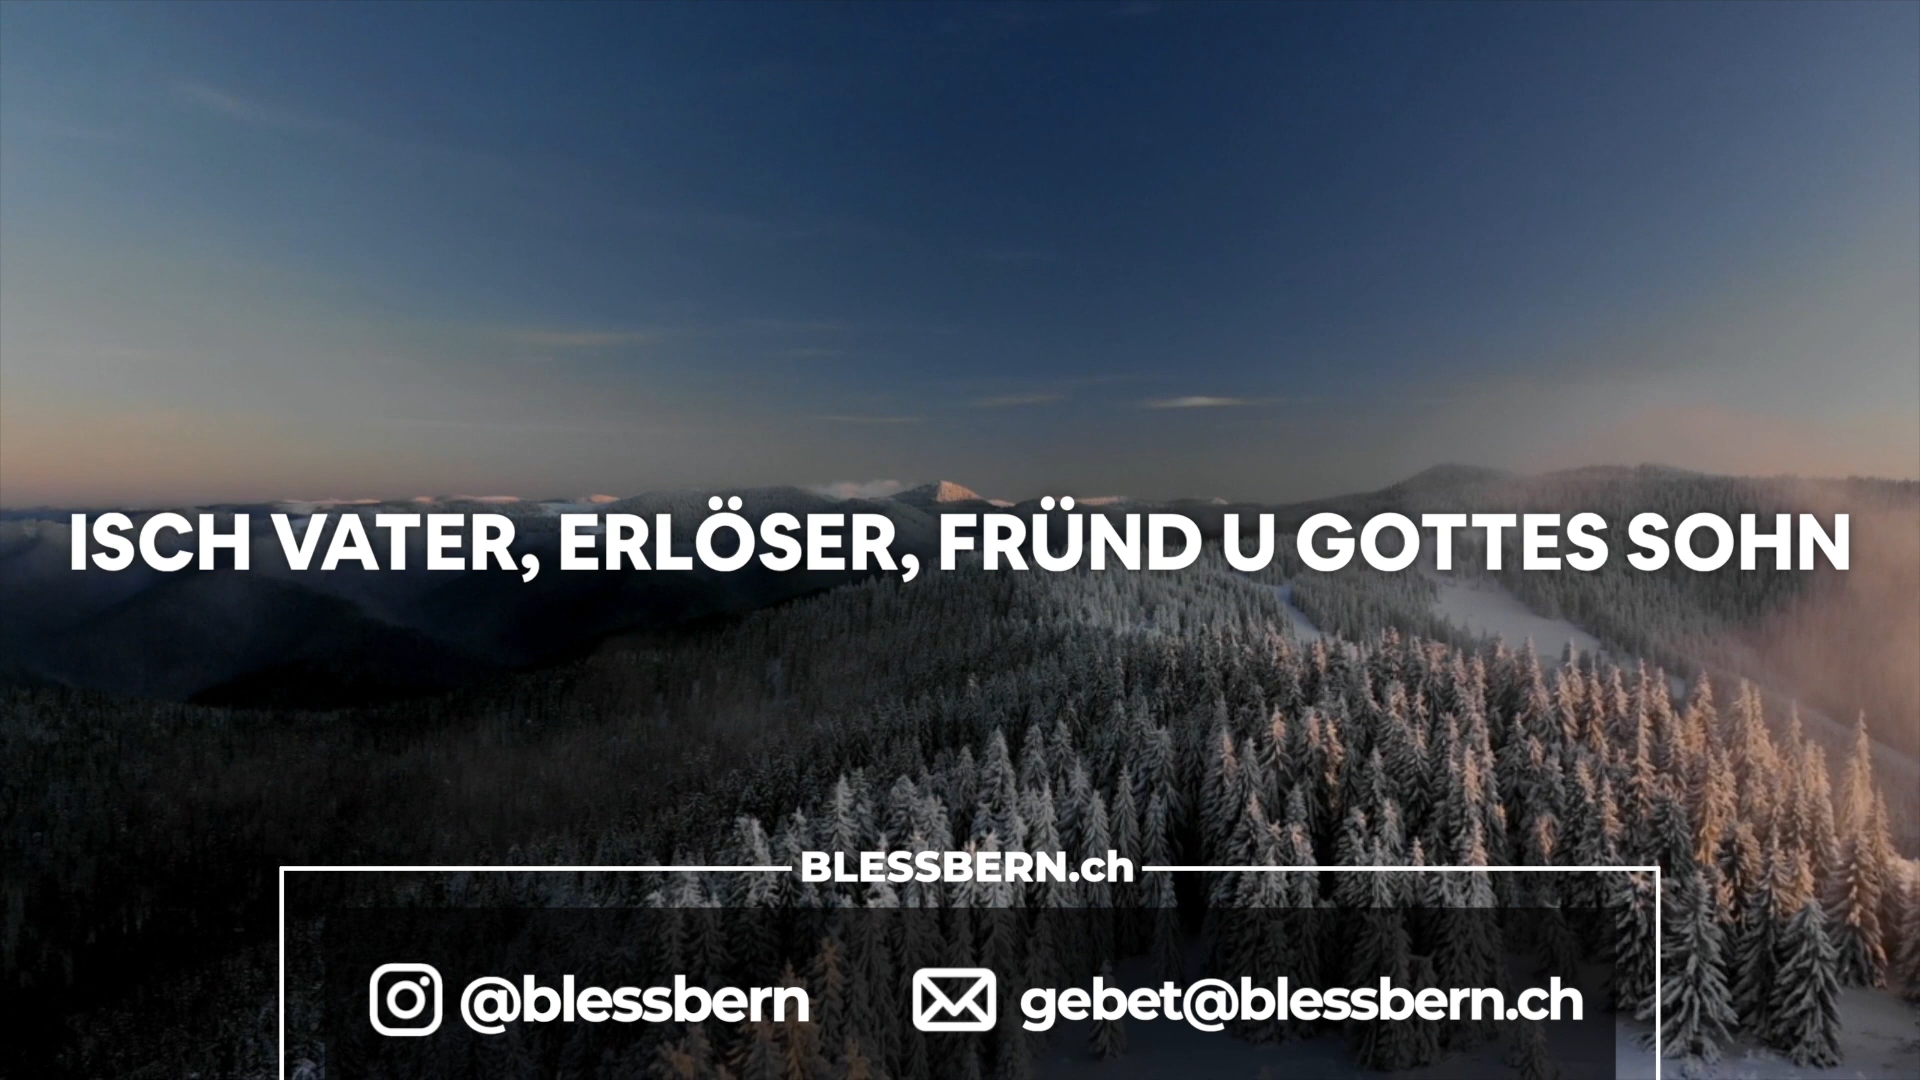 ISCH VATER, ERLÖSER, FRÜND U GOTTES SOHN
BLESSBERN.ch
@blessbern
gebet@blessbern.ch